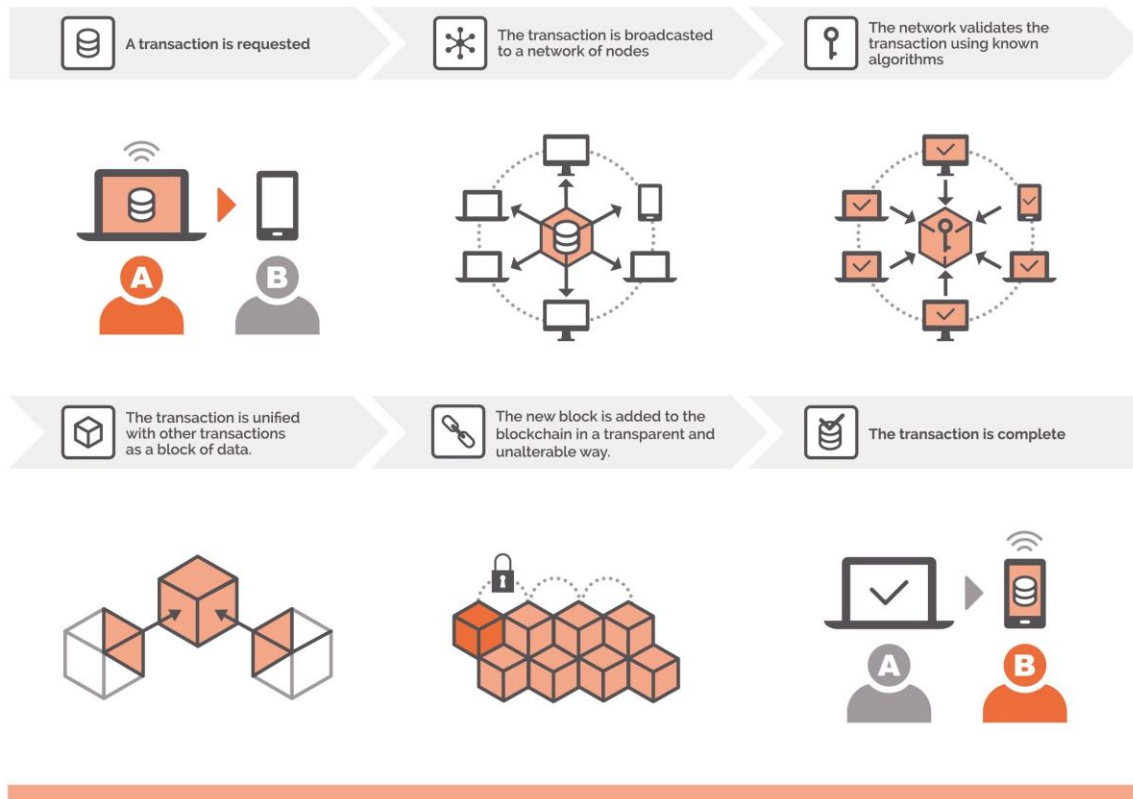 A transaction is requested
The transaction is broadcasted
to a network of nodes
The network validates the
transaction using known
algorithms
A
B
The transaction is unified
with other transactions
as a block of data.
The new block is added to the
blockchain in a transparent and
unalterable way.
The transaction is complete
A
B